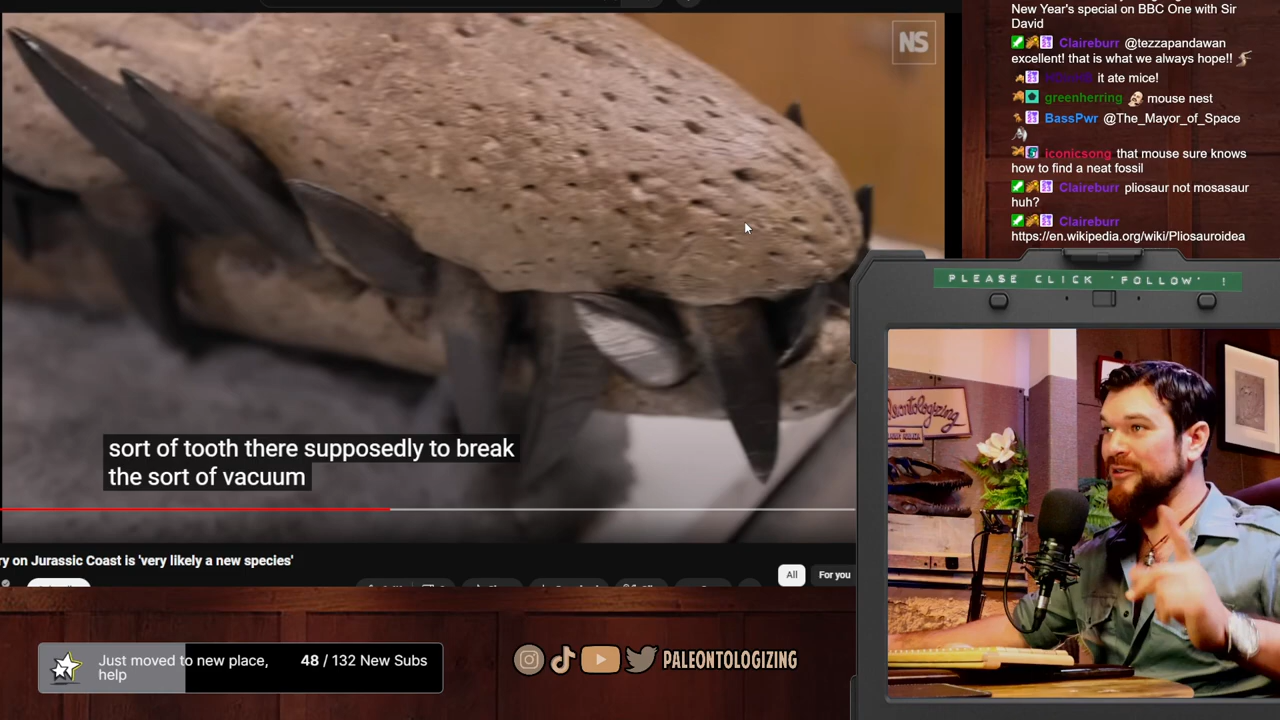 New Year's special on BBC One with Sir
David
Claireburr @tezzapandawan
excellent! that is what we always hope!!
it ate mice!
greenherring mouse nest
BassPwr @The_Mayor_of_Space
iconicsong that mouse sure knows
how to find a neat fossil
Claireburr pliosaur not mosasaur
huh?
Claireburr
https://en.wikipedia.org/wiki/Pliosauroidea
NS
PLEASE CLICK 'FOLLOW' !
sort of tooth there supposedly to break
the sort of vacuum
ry on Jurassic Coast is 'very likely a new species'
All For you
Just moved to new place,
help
48 / 132 New Subs
PALEONTOLOGIZING